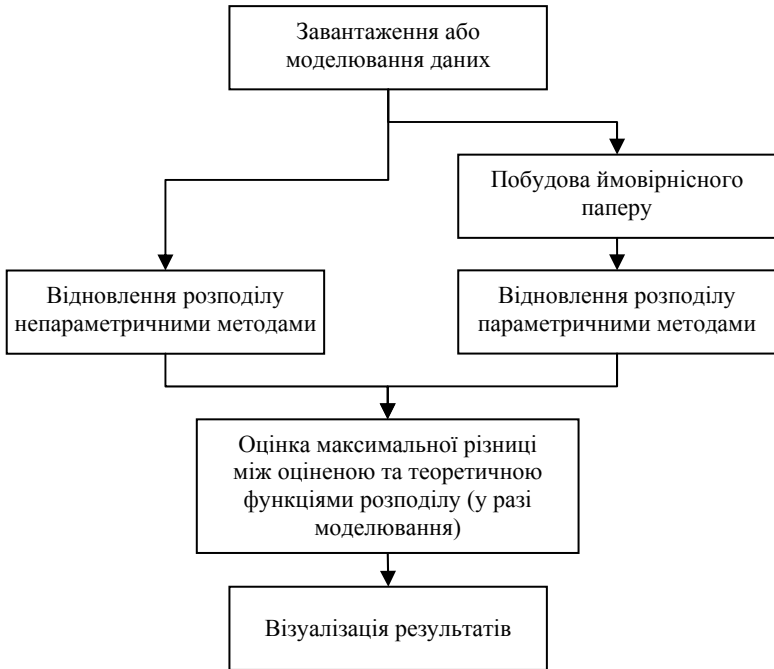 Завантаження або
моделювання даних
Побудова ймовірнісного
паперу
Відновлення розподілу
непараметричними методами
Відновлення розподілу
параметричними методами
Оцінка максимальної різниці
між оціненою та теоретичною
функціями розподілу (у разі
моделювання)
Візуалізація результатів